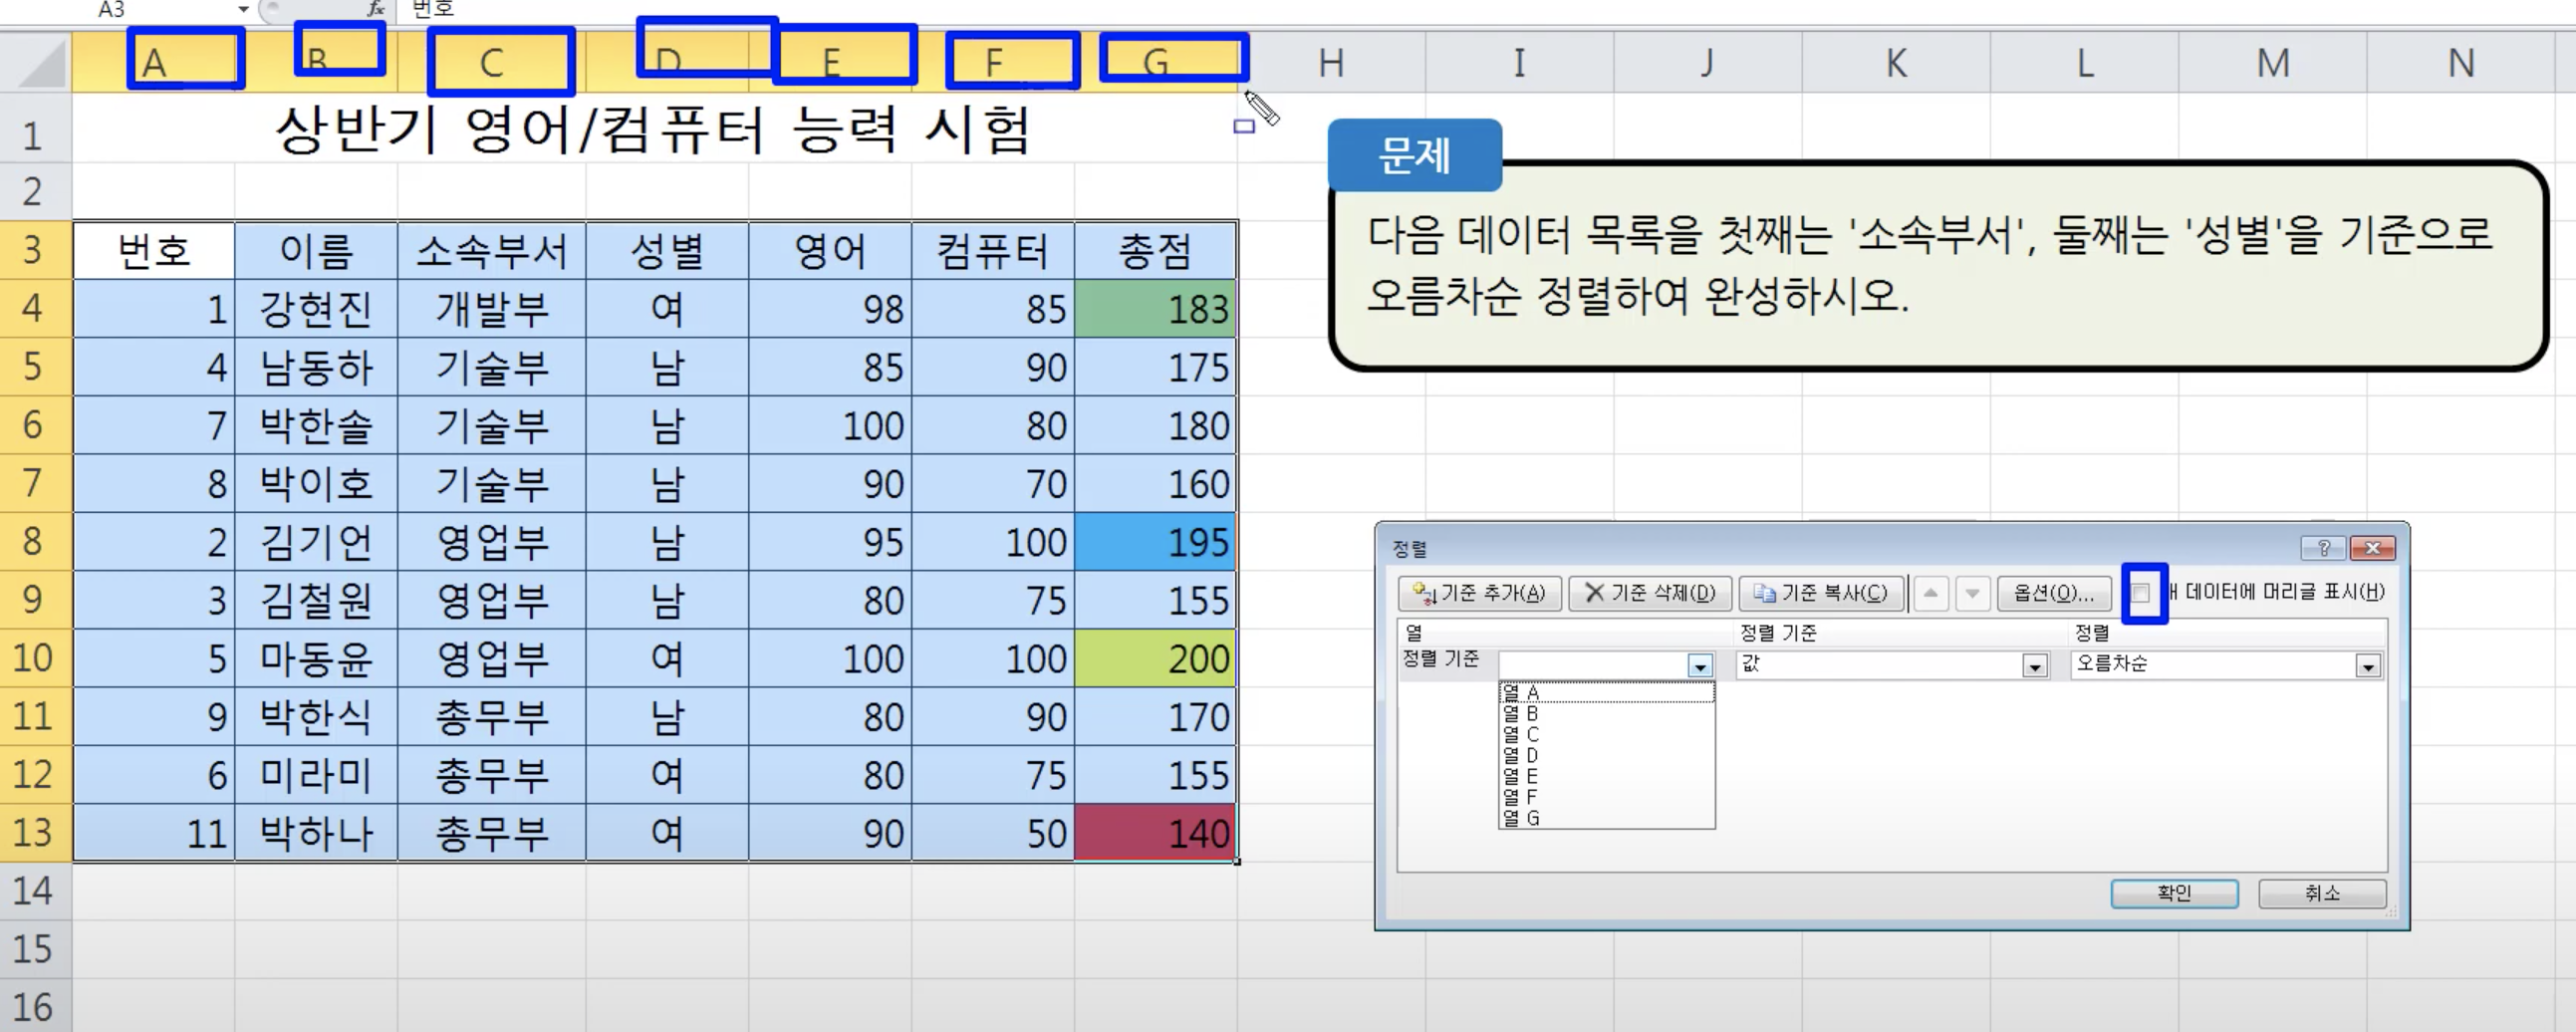 A3 fx 번호
A B C D E F G H I J K L M N
1 상반기 영어/컴퓨터 능력 시험
2
3 번호 이름 소속부서 성별 영어 컴퓨터 총점
4 1 강현진 개발부 여 98 85 183
5 4 남동하 기술부 남 85 90 175
6 7 박한솔 기술부 남 100 80 180
7 8 박이호 기술부 남 90 70 160
8 2 김기언 영업부 남 95 100 195
9 3 김철원 영업부 남 80 75 155
10 5 마동윤 영업부 여 100 100 200
11 9 박한식 총무부 남 80 90 170
12 6 미라미 총무부 여 80 75 155
13 11 박하나 총무부 여 90 50 140
14
15
16
문제
다음 데이터 목록을 첫째는 '소속부서', 둘째는 '성별'을 기준으로
오름차순 정렬하여 완성하시오.
정렬
기준 추가(A) 기준 삭제(D) 기준 복사(C) 옵션(O)... 데이터에 머리글 표시(H)
열 정렬 기준 정렬
정렬 기준 값 오름차순
열 A
열 B
열 C
열 D
열 E
열 F
열 G
확인 취소